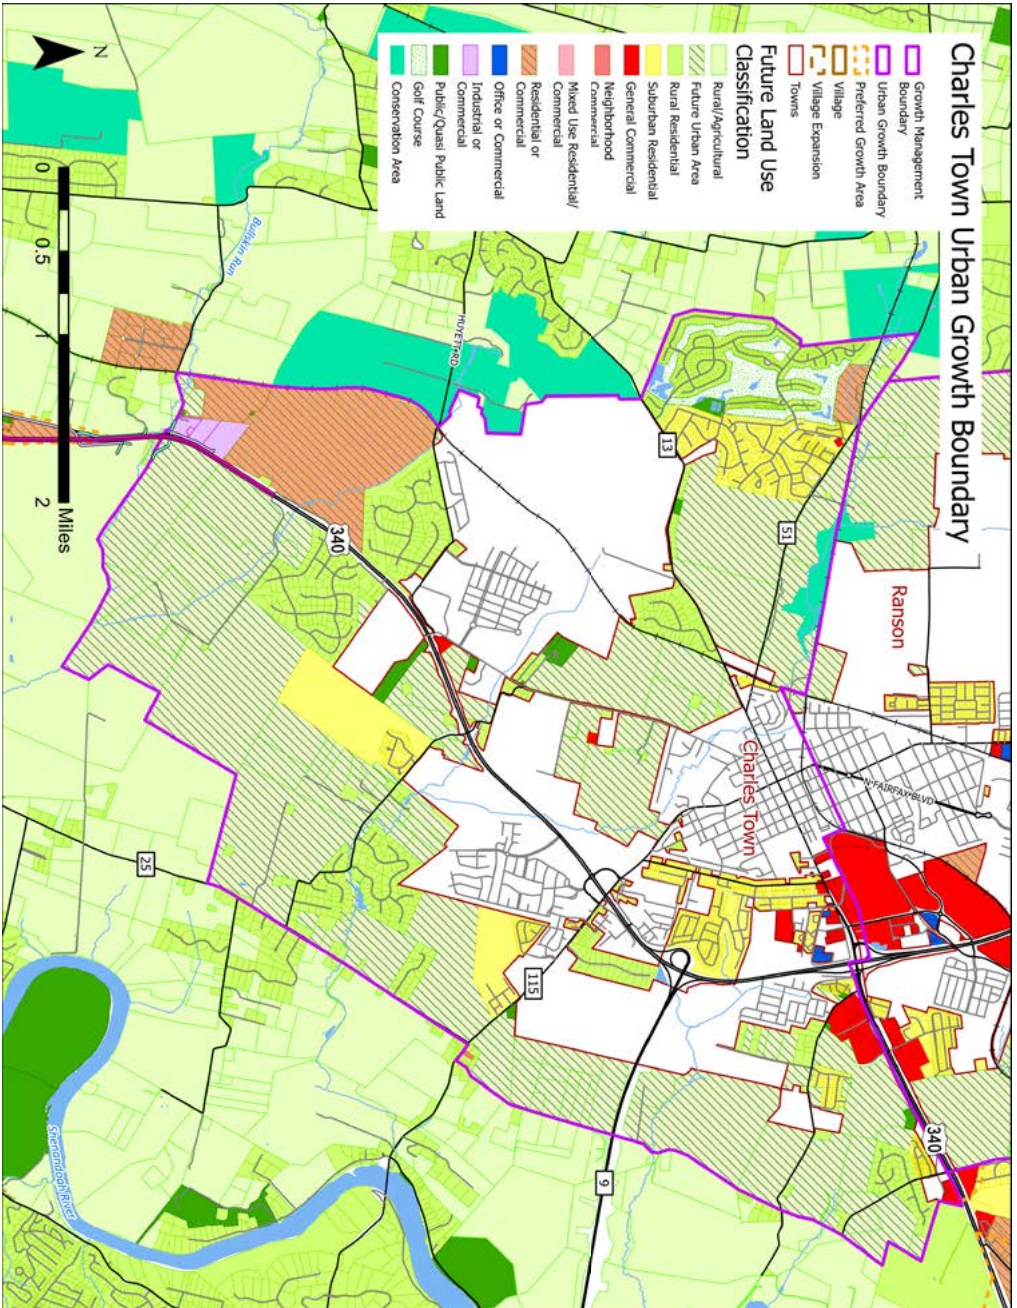 Charles Town Urban Growth Boundary
Growth Management
Boundary
Urban Growth Boundary
Preferred Growth Area
Village
Village Expansion
Towns
Future Land Use
Classification
Rural/Agricultural
Future Urban Area
Rural Residential
Suburban Residential
General Commercial
Neighborhood
Commercial
Mixed Use Residential/
Commercial
Residential or
Commercial
Office or Commercial
Industrial or
Commercial
Public/Quasi Public Land
Golf Course
Conservation Area
N
0 0.5 1 2 Miles
Ranson
Charles Town
N FAIRFAX BLVD
HUYETT RD
Bullskin Run
Shenandoah River
51
13
340
340
25
115
9